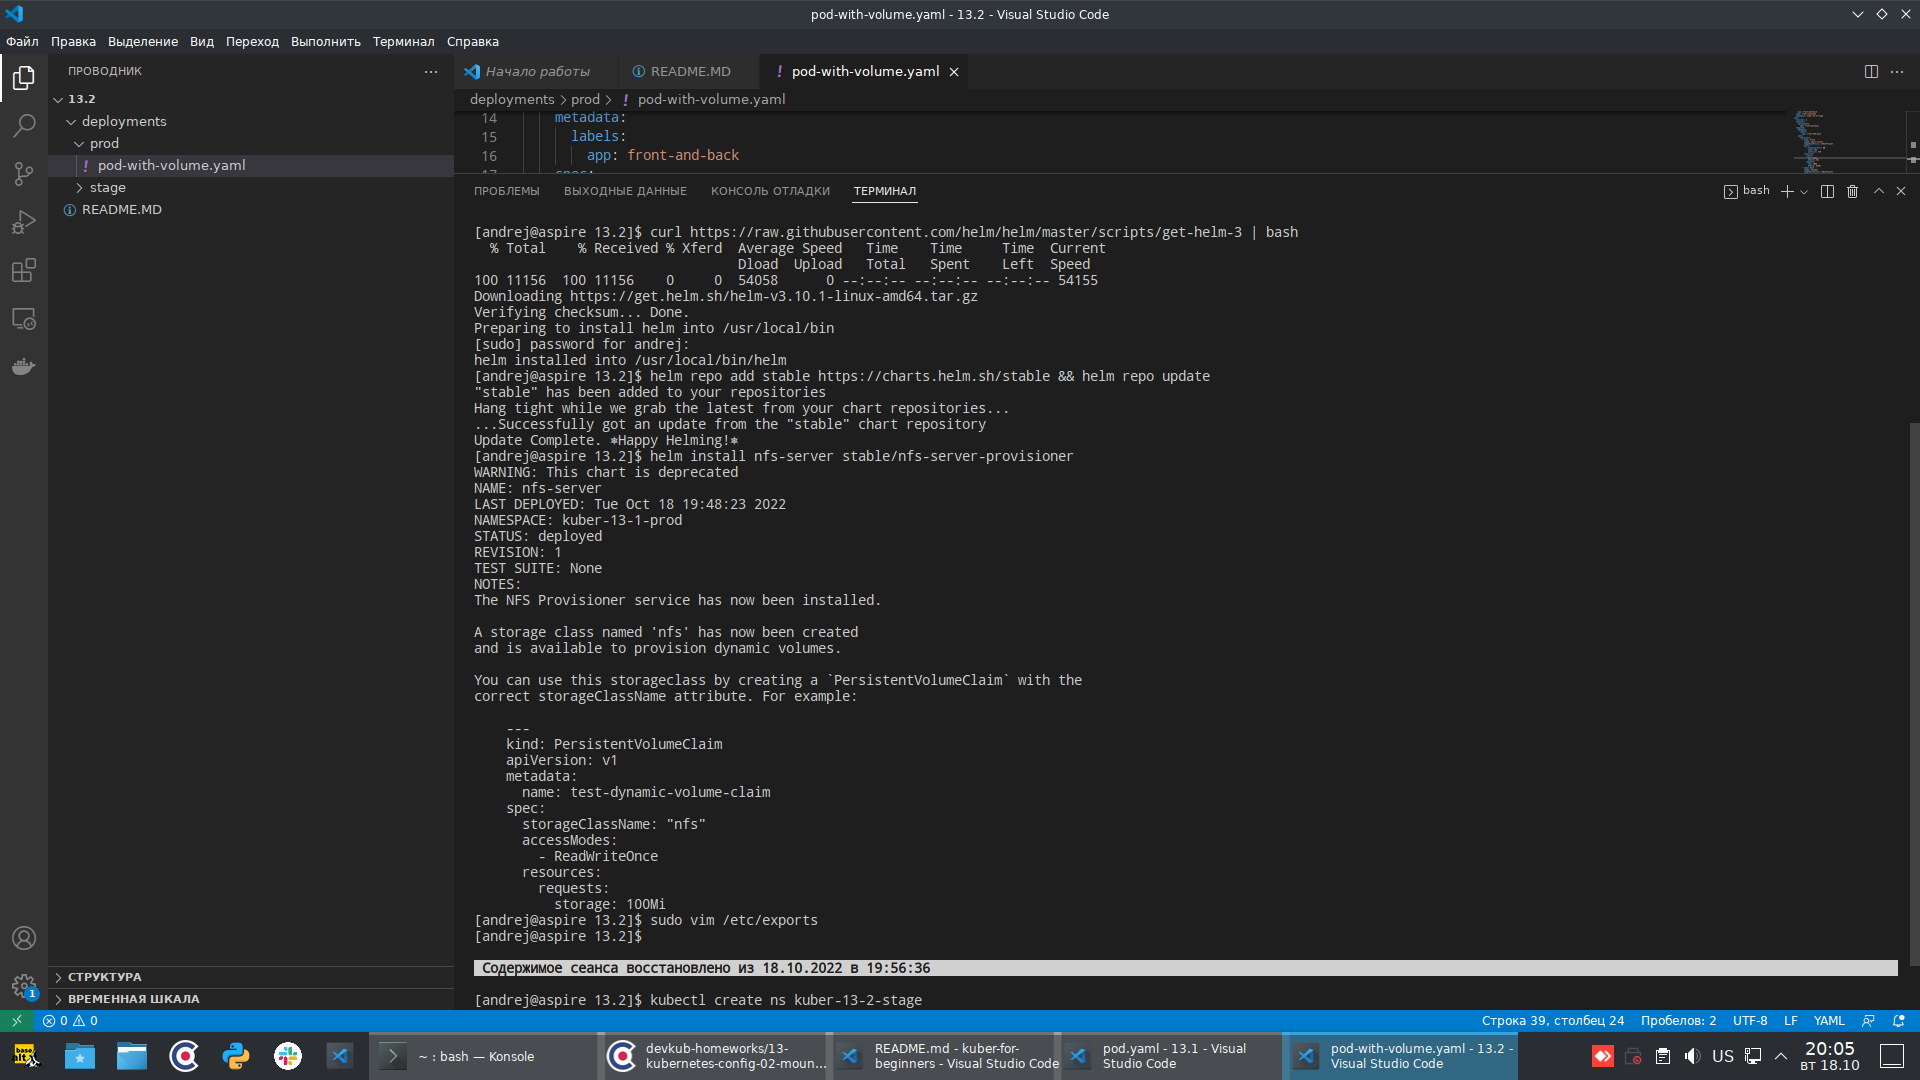 pod-with-volume.yaml - 13.2 - Visual Studio Code
Файл Правка Выделение Вид Переход Выполнить Терминал Справка
ПРОВОДНИК
13.2
deployments
prod
! pod-with-volume.yaml
stage
README.MD
СТРУКТУРА
ВРЕМЕННАЯ ШКАЛА
1
Начало работы README.MD ! pod-with-volume.yaml
deployments > prod > ! pod-with-volume.yaml
14 metadata:
15 labels:
16 app: front-and-back
17 spec:
ПРОБЛЕМЫ ВЫХОДНЫЕ ДАННЫЕ КОНСОЛЬ ОТЛАДКИ ТЕРМИНАЛ bash
[andrej@aspire 13.2]$ curl https://raw.githubusercontent.com/helm/helm/master/scripts/get-helm-3 | bash
% Total % Received % Xferd Average Speed Time Time Time Current
Dload Upload Total Spent Left Speed
100 11156 100 11156 0 0 54058 0 --:--:-- --:--:-- --:--:-- 54155
Downloading https://get.helm.sh/helm-v3.10.1-linux-amd64.tar.gz
Verifying checksum... Done.
Preparing to install helm into /usr/local/bin
[sudo] password for andrej:
helm installed into /usr/local/bin/helm
[andrej@aspire 13.2]$ helm repo add stable https://charts.helm.sh/stable && helm repo update
"stable" has been added to your repositories
Hang tight while we grab the latest from your chart repositories...
...Successfully got an update from the "stable" chart repository
Update Complete. ⎈Happy Helming!⎈
[andrej@aspire 13.2]$ helm install nfs-server stable/nfs-server-provisioner
WARNING: This chart is deprecated
NAME: nfs-server
LAST DEPLOYED: Tue Oct 18 19:48:23 2022
NAMESPACE: kuber-13-1-prod
STATUS: deployed
REVISION: 1
TEST SUITE: None
NOTES:
The NFS Provisioner service has now been installed.
A storage class named 'nfs' has now been created
and is available to provision dynamic volumes.
You can use this storageclass by creating a `PersistentVolumeClaim` with the
correct storageClassName attribute. For example:
---
kind: PersistentVolumeClaim
apiVersion: v1
metadata:
name: test-dynamic-volume-claim
spec:
storageClassName: "nfs"
accessModes:
- ReadWriteOnce
resources:
requests:
storage: 100Mi
[andrej@aspire 13.2]$ sudo vim /etc/exports
[andrej@aspire 13.2]$
Содержимое сеанса восстановлено из 18.10.2022 в 19:56:36
[andrej@aspire 13.2]$ kubectl create ns kuber-13-2-stage
0 0 Строка 39, столбец 24 Пробелов: 2 UTF-8 LF YAML
~ : bash — Konsole
devkub-homeworks/13-
kubernetes-config-02-moun...
README.md - kuber-for-
beginners - Visual Studio Code
pod.yaml - 13.1 - Visual
Studio Code
pod-with-volume.yaml - 13.2 -
Visual Studio Code
US
20:05
вт 18.10